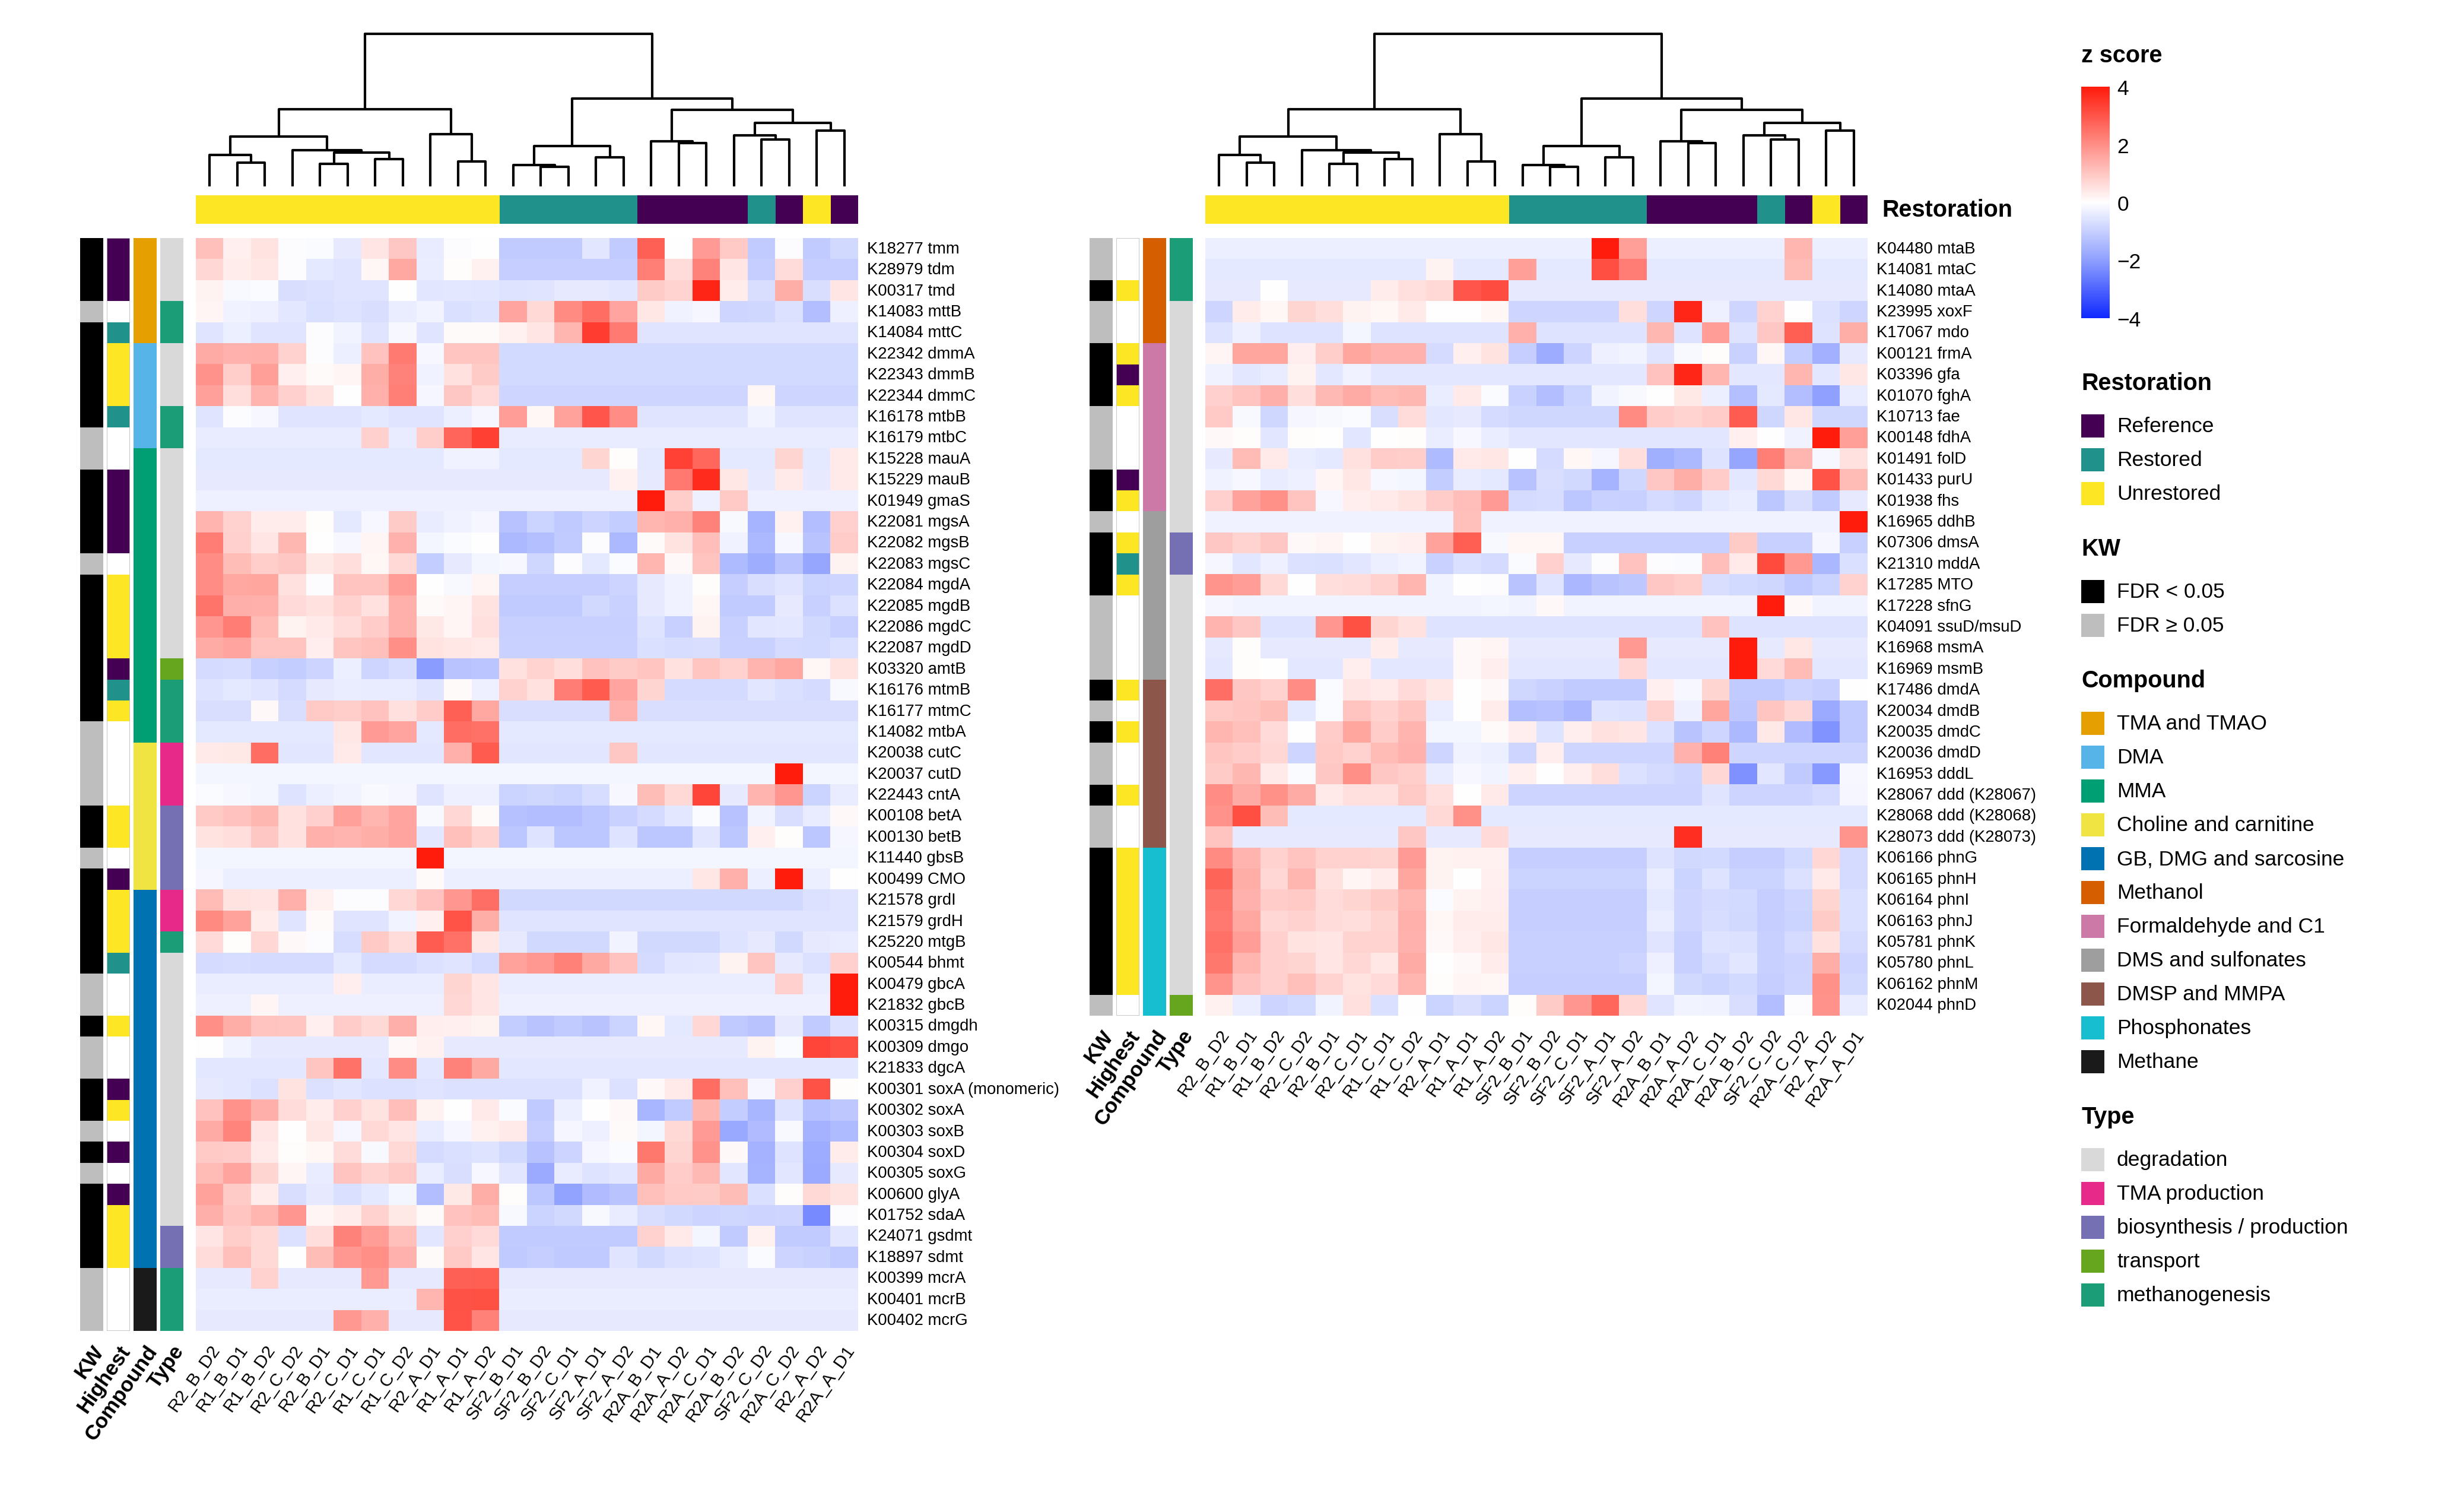 Restoration
K18277 tmm
K28979 tdm
K00317 tmd
K14083 mttB
K14084 mttC
K22342 dmmA
K22343 dmmB
K22344 dmmC
K16178 mtbB
K16179 mtbC
K15228 mauA
K15229 mauB
K01949 gmaS
K22081 mgsA
K22082 mgsB
K22083 mgsC
K22084 mgdA
K22085 mgdB
K22086 mgdC
K22087 mgdD
K03320 amtB
K16176 mtmB
K16177 mtmC
K14082 mtbA
K20038 cutC
K20037 cutD
K22443 cntA
K00108 betA
K00130 betB
K11440 gbsB
K00499 CMO
K21578 grdI
K21579 grdH
K25220 mtgB
K00544 bhmt
K00479 gbcA
K21832 gbcB
K00315 dmgdh
K00309 dmgo
K21833 dgcA
K00301 soxA (monomeric)
K00302 soxA
K00303 soxB
K00304 soxD
K00305 soxG
K00600 glyA
K01752 sdaA
K24071 gsdmt
K18897 sdmt
K00399 mcrA
K00401 mcrB
K00402 mcrG
KW
Highest
Compound
Type
R2_B_D2
R1_B_D1
R1_B_D2
R2_C_D2
R2_B_D1
R2_C_D1
R1_C_D1
R1_C_D2
R2_A_D1
R1_A_D1
R1_A_D2
SF2_B_D1
SF2_B_D2
SF2_C_D1
SF2_A_D1
SF2_A_D2
R2A_B_D1
R2A_A_D2
R2A_C_D1
R2A_B_D2
SF2_C_D2
R2A_C_D2
R2_A_D2
R2A_A_D1
K04480 mtaB
K14081 mtaC
K14080 mtaA
K23995 xoxF
K17067 mdo
K00121 frmA
K03396 gfa
K01070 fghA
K10713 fae
K00148 fdhA
K01491 folD
K01433 purU
K01938 fhs
K16965 ddhB
K07306 dmsA
K21310 mddA
K17285 MTO
K17228 sfnG
K04091 ssuD/msuD
K16968 msmA
K16969 msmB
K17486 dmdA
K20034 dmdB
K20035 dmdC
K20036 dmdD
K16953 dddL
K28067 ddd (K28067)
K28068 ddd (K28068)
K28073 ddd (K28073)
K06166 phnG
K06165 phnH
K06164 phnI
K06163 phnJ
K05781 phnK
K05780 phnL
K06162 phnM
K02044 phnD
KW
Highest
Compound
Type
R2_B_D2
R1_B_D1
R1_B_D2
R2_C_D2
R2_B_D1
R2_C_D1
R1_C_D1
R1_C_D2
R2_A_D1
R1_A_D1
R1_A_D2
SF2_B_D1
SF2_B_D2
SF2_C_D1
SF2_A_D1
SF2_A_D2
R2A_B_D1
R2A_A_D2
R2A_C_D1
R2A_B_D2
SF2_C_D2
R2A_C_D2
R2_A_D2
R2A_A_D1
z score
4
2
0
−2
−4
Restoration
Reference
Restored
Unrestored
KW
FDR < 0.05
FDR ≥ 0.05
Compound
TMA and TMAO
DMA
MMA
Choline and carnitine
GB, DMG and sarcosine
Methanol
Formaldehyde and C1
DMS and sulfonates
DMSP and MMPA
Phosphonates
Methane
Type
degradation
TMA production
biosynthesis / production
transport
methanogenesis